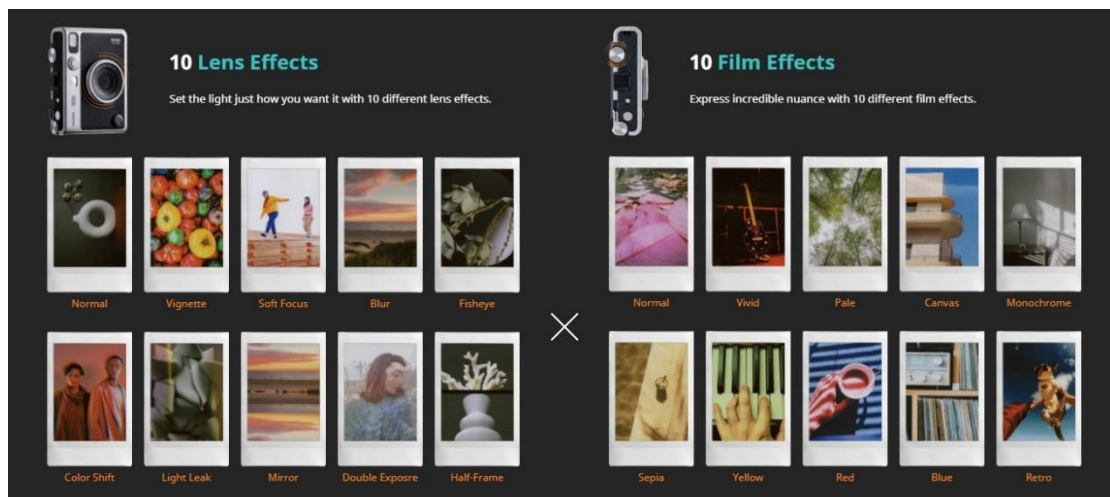 10 Lens Effects
Set the light just how you want it with 10 different lens effects.
Normal
Vignette
Soft Focus
Blur
Fisheye
Color Shift
Light Leak
Mirror
Double Exposre
Half-Frame
10 Film Effects
Express incredible nuance with 10 different film effects.
Normal
Vivid
Pale
Canvas
Monochrome
Sepia
Yellow
Red
Blue
Retro